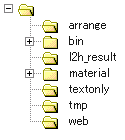 arrange
bin
l2h_result
material
textonly
tmp
web